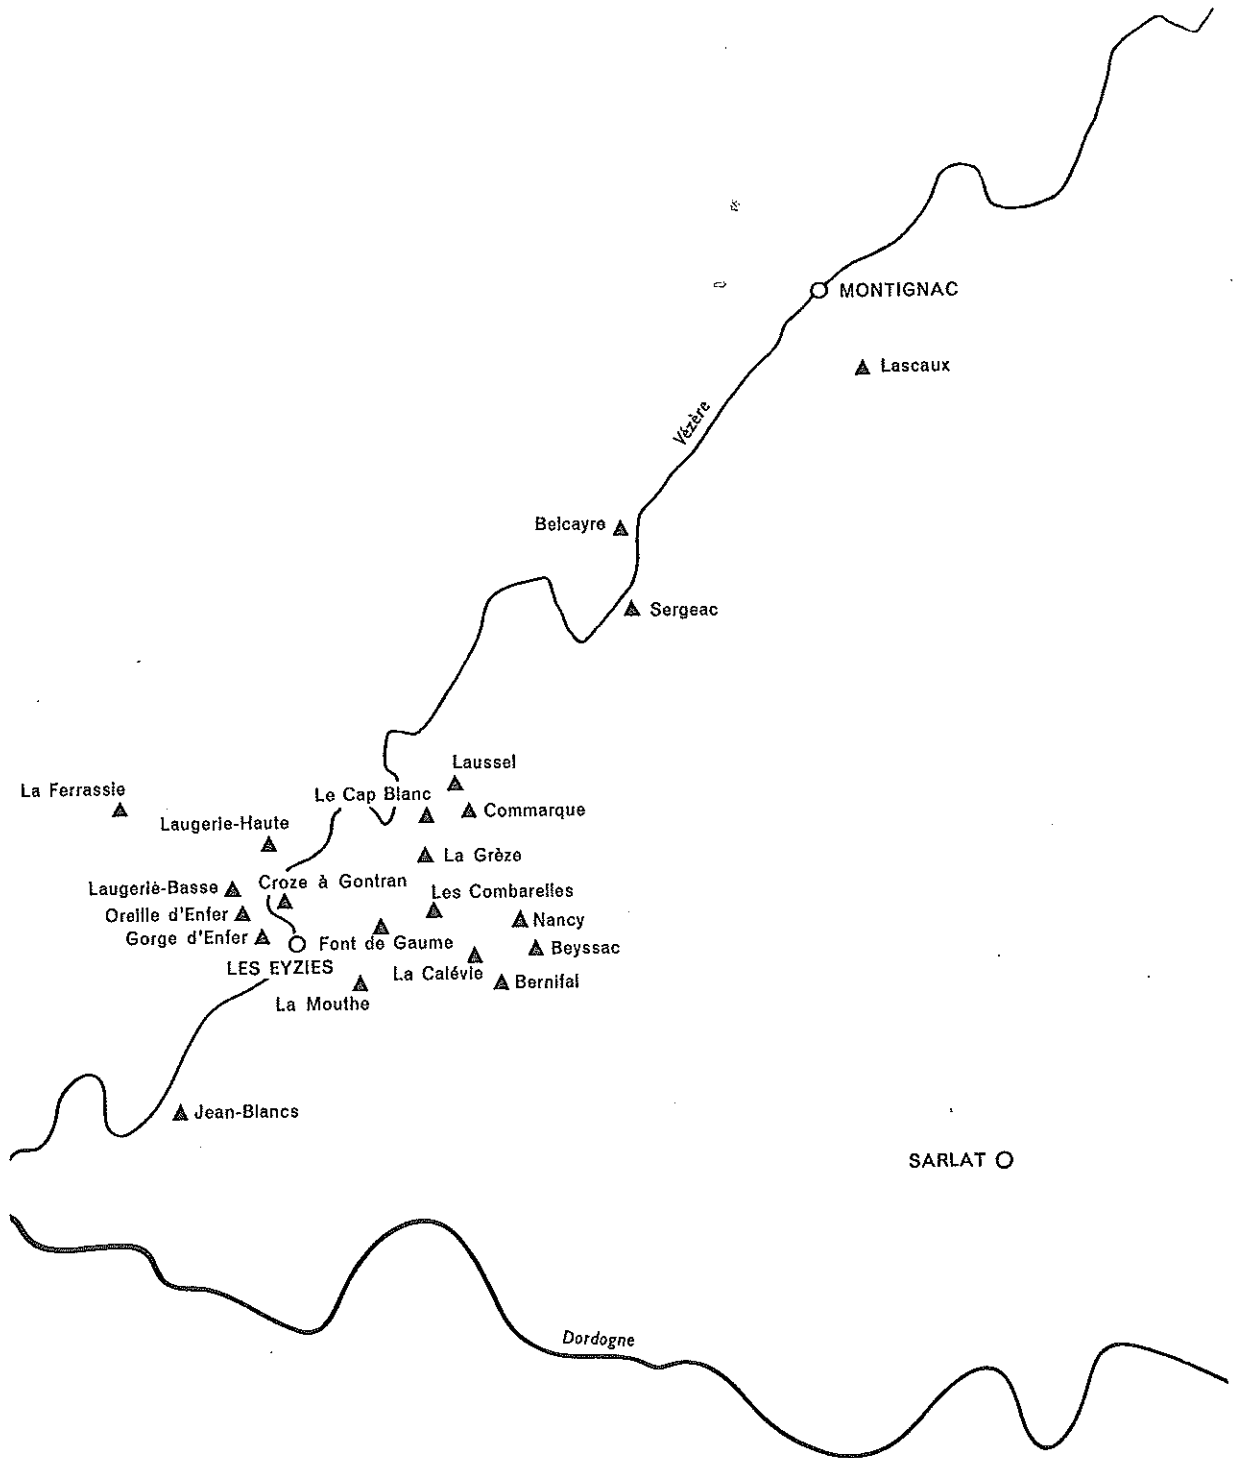 MONTIGNAC
Lascaux
Vézère
Belcayre
Sergeac
Laussel
La Ferrassie
Le Cap Blanc
Commarque
Laugerie-Haute
La Grèze
Croze à Gontran
Laugerie-Basse
Les Combarelles
Oreille d'Enfer
Nancy
Gorge d'Enfer
Font de Gaume
Beyssac
LES EYZIES
La Calévie
Bernifal
La Mouthe
Jean-Blancs
SARLAT
Dordogne